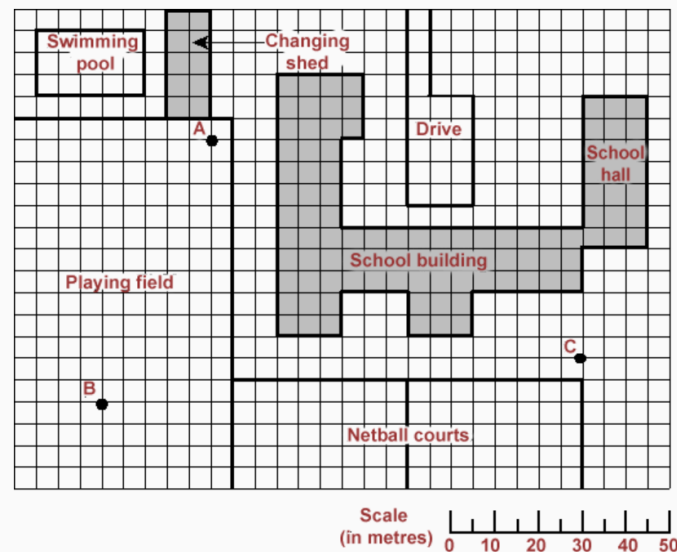 Swimming
pool
Changing
shed
A
Drive
School
hall
School building
Playing field
C
B
Netball courts
Scale
(in metres)
0 10 20 30 40 50